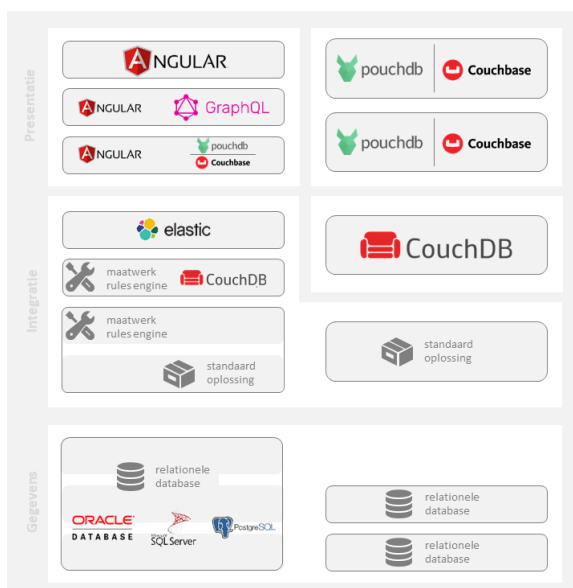 Presentatie
ANGULAR
ANGULAR GraphQL
ANGULAR pouchdb
Couchbase
pouchdb Couchbase
pouchdb Couchbase
Integratie
elastic
maatwerk
rules engine
CouchDB
maatwerk
rules engine
standaard
oplossing
CouchDB
standaard
oplossing
Gegevens
relationele
database
ORACLE
DATABASE
Microsoft
SQL Server
PostgreSQL
relationele
database
relationele
database